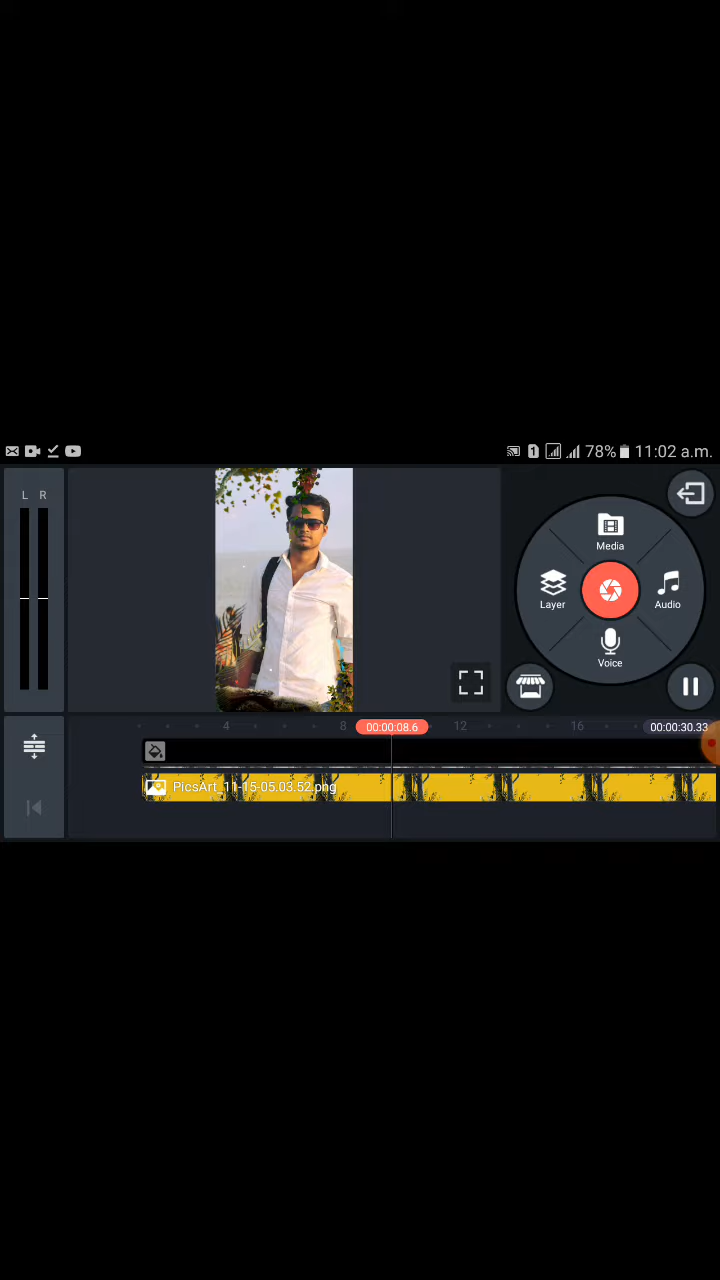 78% 11:02 a.m.
L R
Media
Layer
Audio
Voice
4 8 00:00:08.6 12 16 00:00:30.33
PicsArt_11-15-05.03.52.png